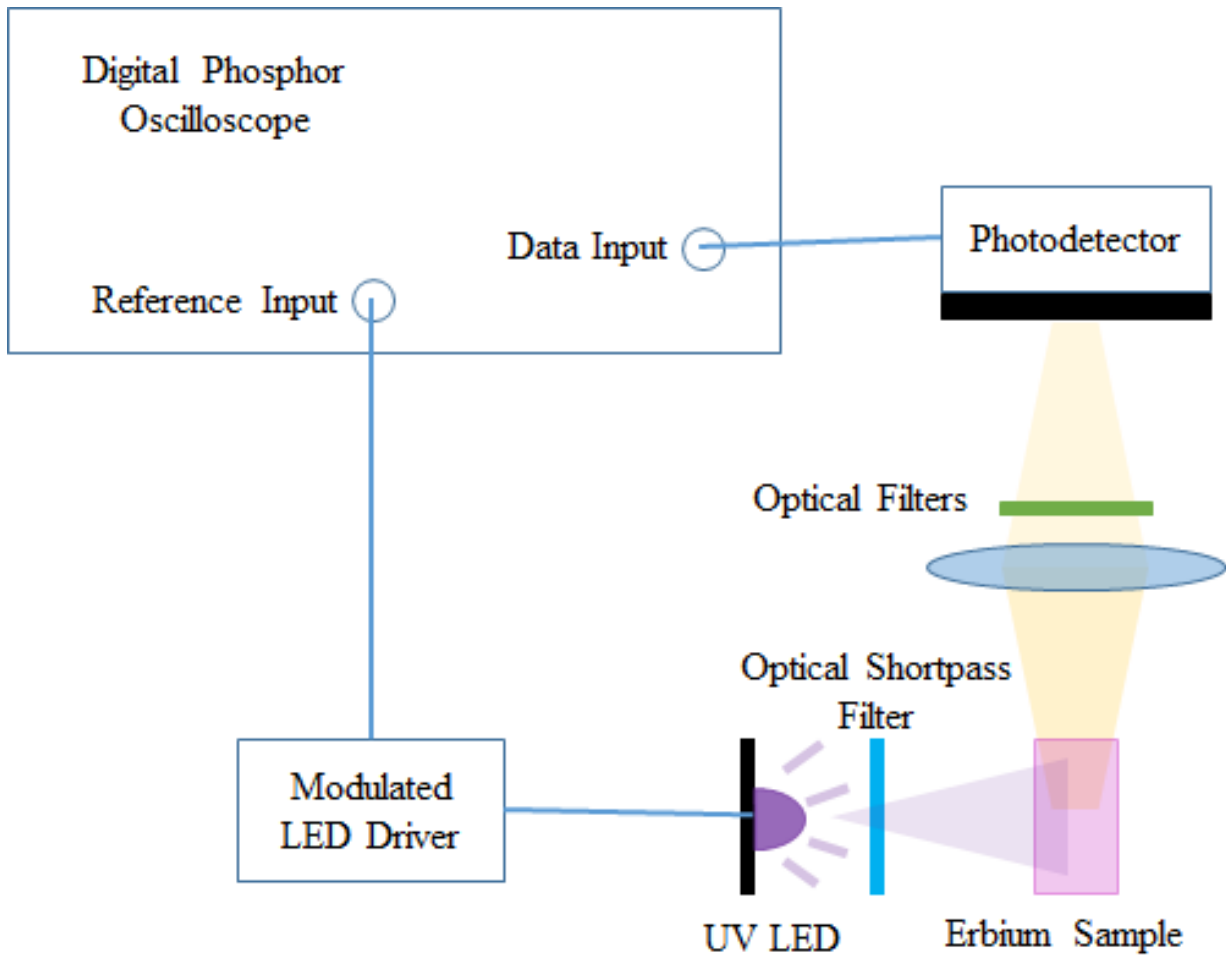 Digital Phosphor
Oscilloscope
Data Input
Photodetector
Reference Input
Optical Filters
Optical Shortpass
Filter
Modulated
LED Driver
UV LED
Erbium Sample